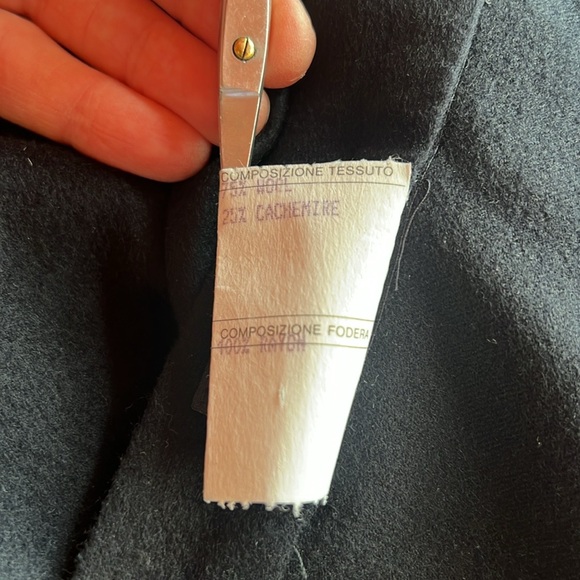 COMPOSIZIONE TESSUTO
75% WOOL
25% CACHEMIRE
COMPOSIZIONE FODERA
100% RAYON